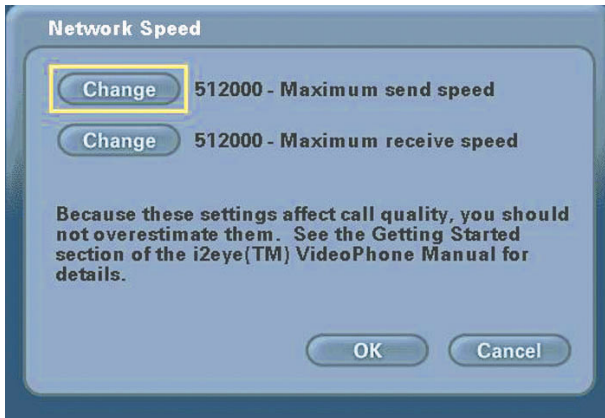 Network Speed
Change 512000 - Maximum send speed
Change 512000 - Maximum receive speed
Because these settings affect call quality, you should
not overestimate them. See the Getting Started
section of the i2eye(TM) VideoPhone Manual for
details.
OK Cancel